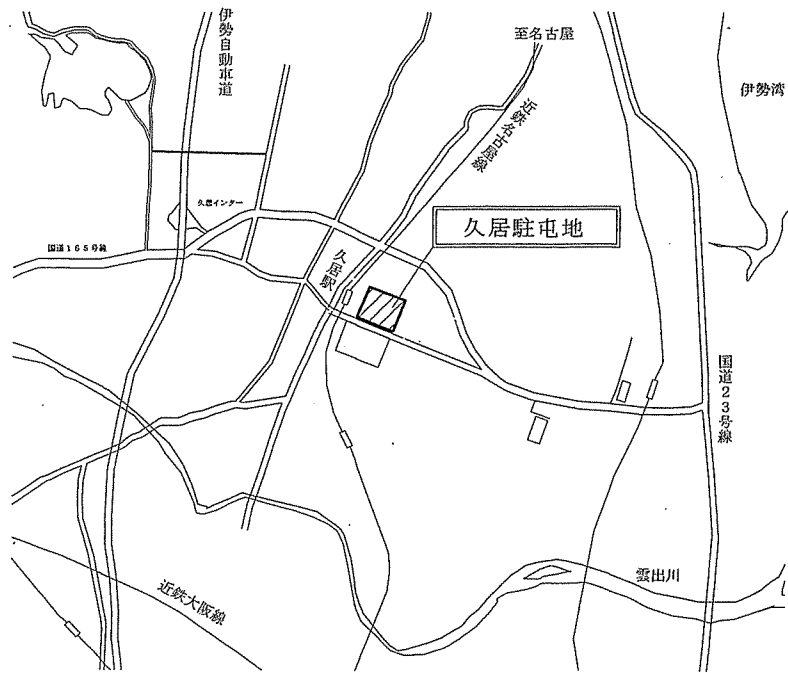 伊勢自動車道
至名古屋
近鉄名古屋線
伊勢湾
久居インター
久居駐屯地
国道165号線
久居駅
国道23号線
雲出川
近鉄大阪線